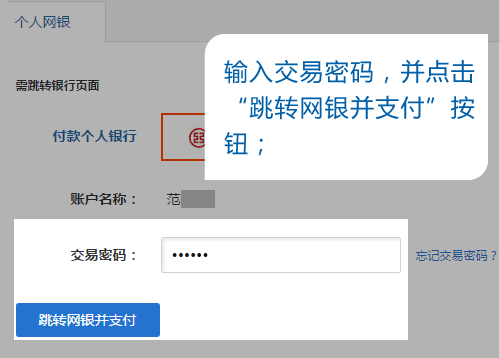 个人网银
输入交易密码，并点击
“跳转网银并支付”按
钮；
需跳转银行页面
付款个人银行
账户名称： 范
交易密码： •••••• 忘记交易密码？
跳转网银并支付